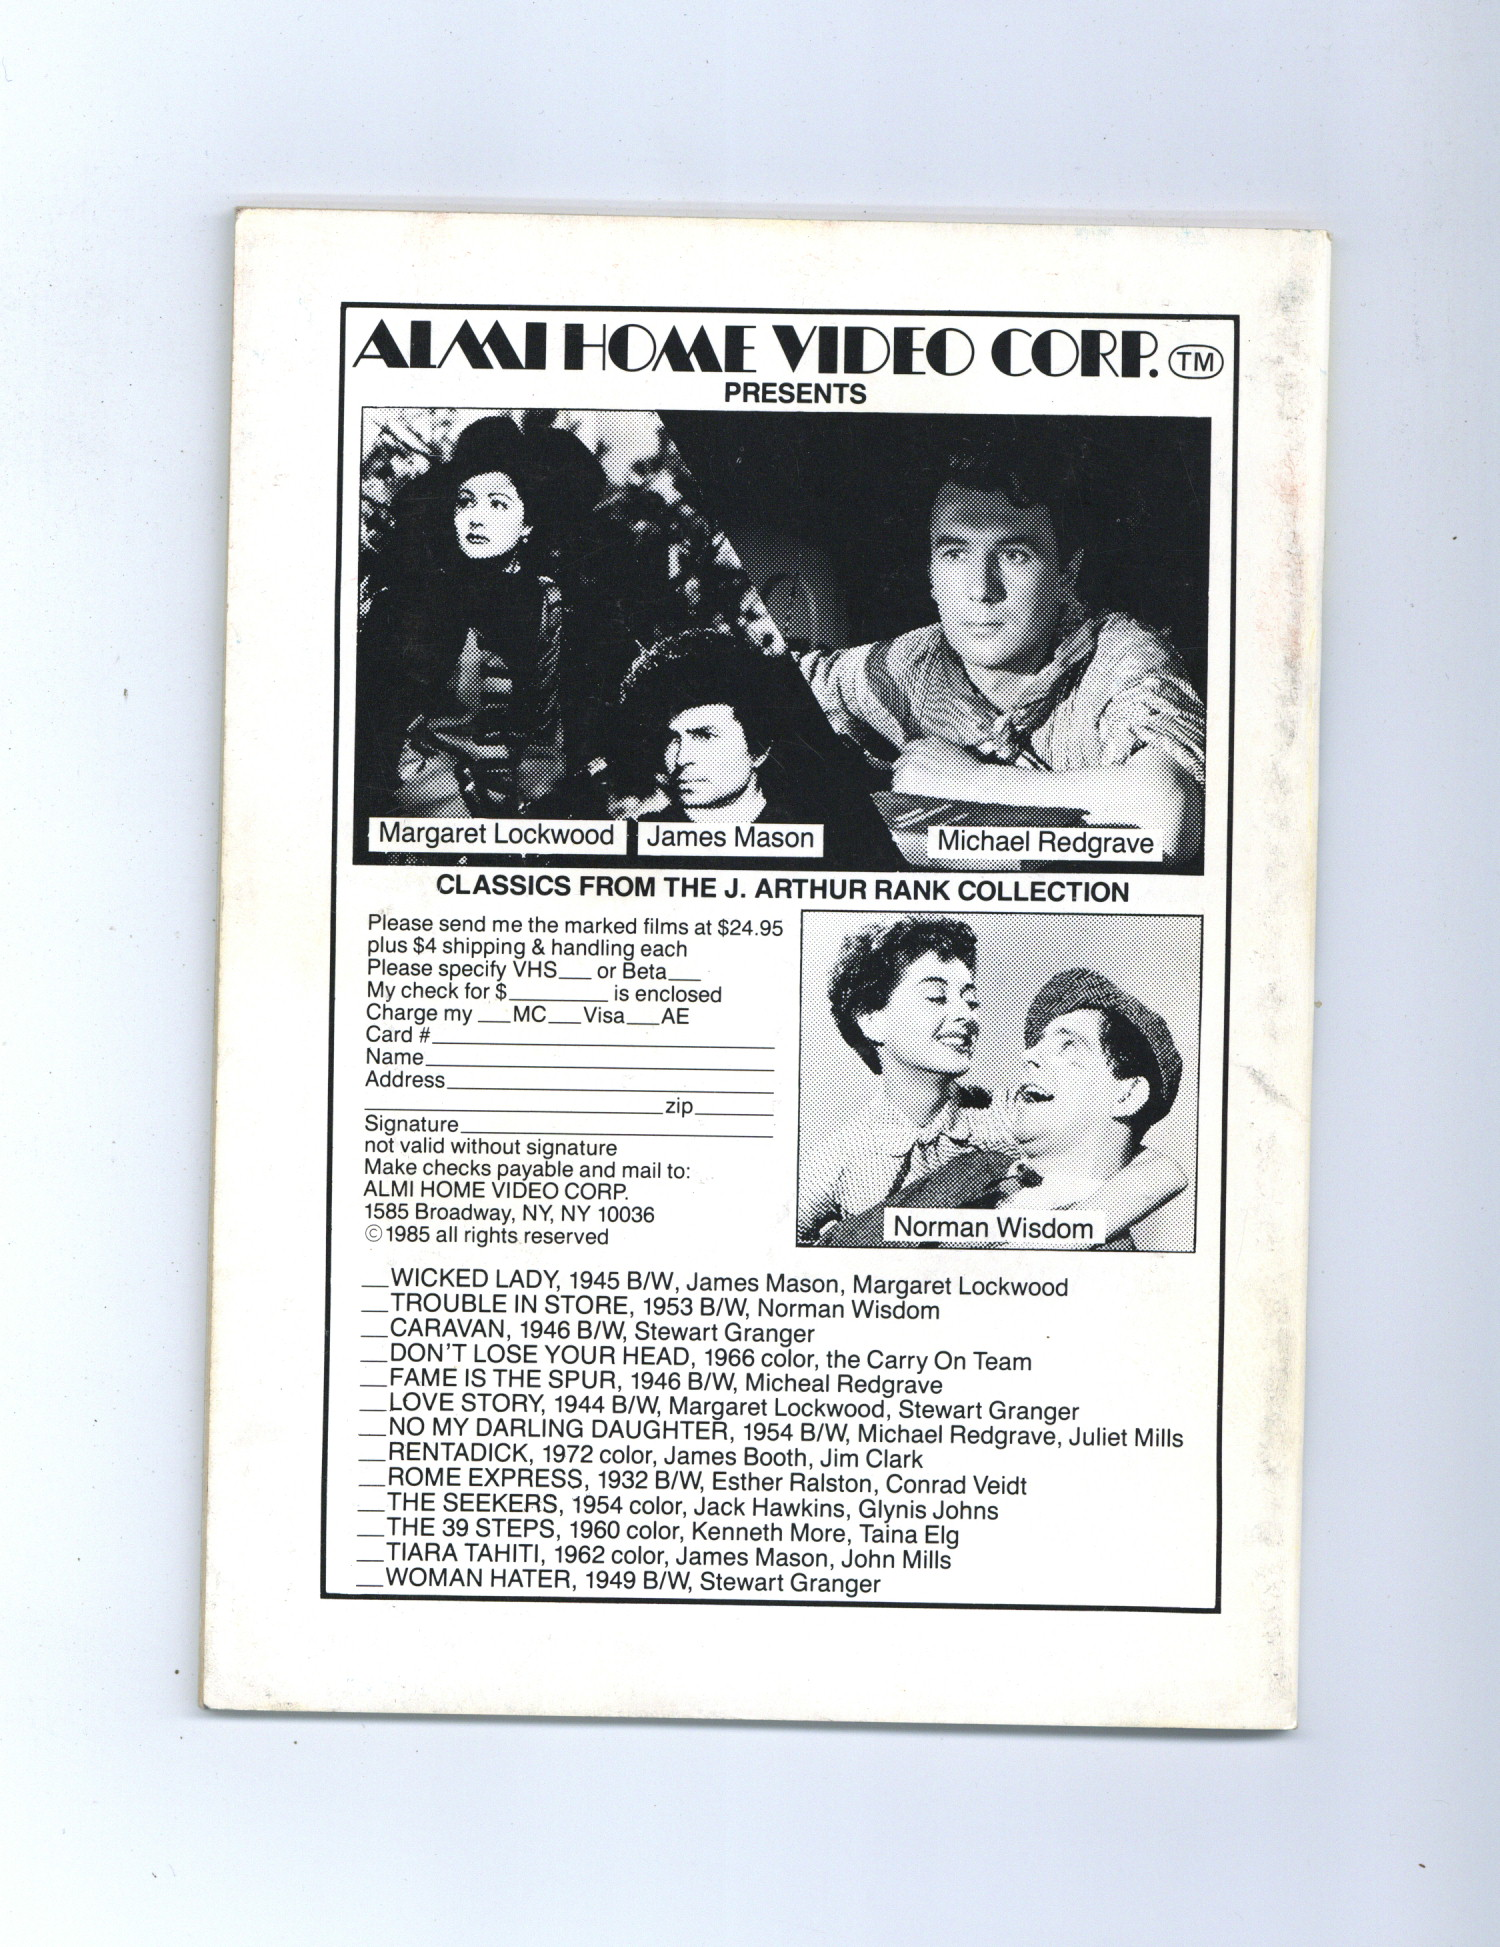 ALMI HOME VIDEO CORP. TM
PRESENTS
Margaret Lockwood
James Mason
Michael Redgrave
CLASSICS FROM THE J. ARTHUR RANK COLLECTION
Please send me the marked films at $24.95
plus $4 shipping & handling each
Please specify VHS___ or Beta___
My check for $________ is enclosed
Charge my ___MC___Visa___AE
Card #____________________
Name____________________
Address____________________
____________________zip______
Signature____________________
not valid without signature
Make checks payable and mail to:
ALMI HOME VIDEO CORP.
1585 Broadway, NY, NY 10036
©1985 all rights reserved
Norman Wisdom
__WICKED LADY, 1945 B/W, James Mason, Margaret Lockwood
__TROUBLE IN STORE, 1953 B/W, Norman Wisdom
__CARAVAN, 1946 B/W, Stewart Granger
__DON'T LOSE YOUR HEAD, 1966 color, the Carry On Team
__FAME IS THE SPUR, 1946 B/W, Micheal Redgrave
__LOVE STORY, 1944 B/W, Margaret Lockwood, Stewart Granger
__NO MY DARLING DAUGHTER, 1954 B/W, Michael Redgrave, Juliet Mills
__RENTADICK, 1972 color, James Booth, Jim Clark
__ROME EXPRESS, 1932 B/W, Esther Ralston, Conrad Veidt
__THE SEEKERS, 1954 color, Jack Hawkins, Glynis Johns
__THE 39 STEPS, 1960 color, Kenneth More, Taina Elg
__TIARA TAHITI, 1962 color, James Mason, John Mills
__WOMAN HATER, 1949 B/W, Stewart Granger